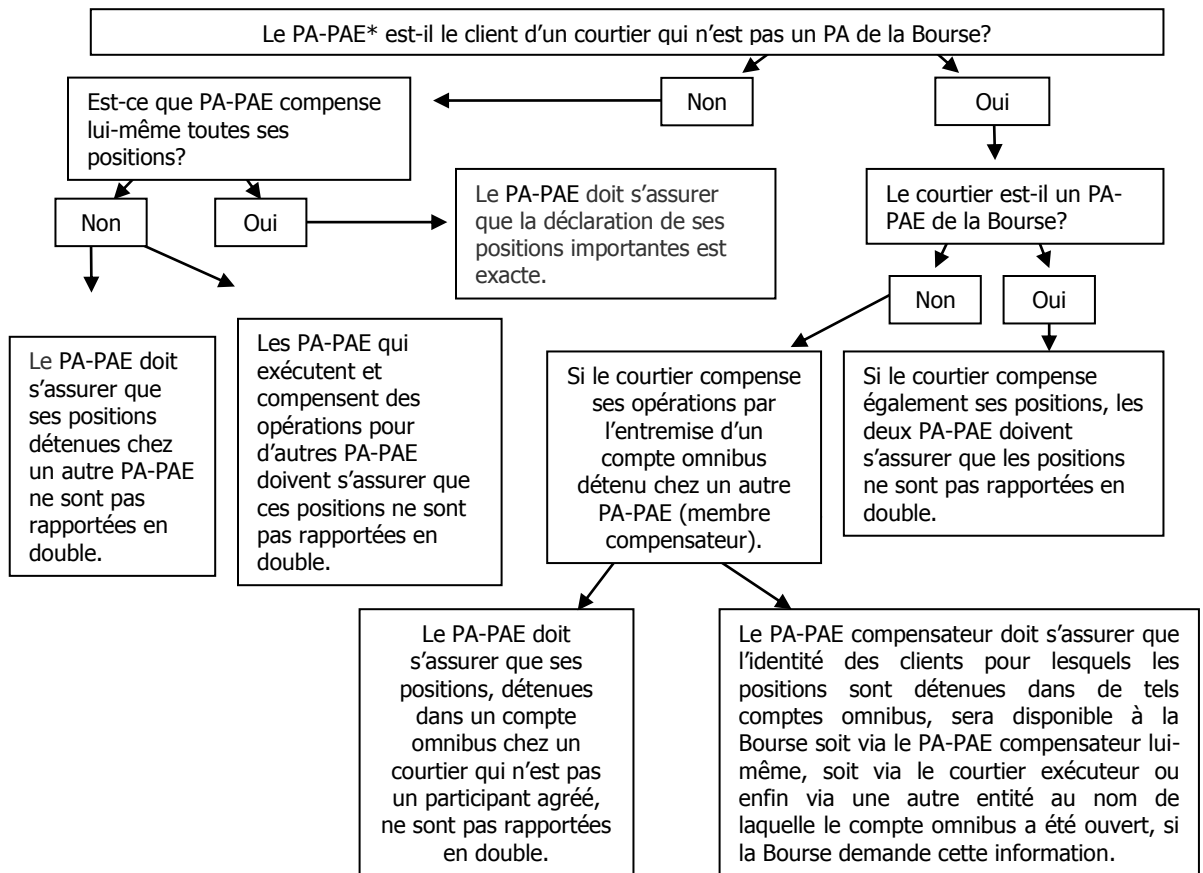 Le PA-PAE* est-il le client d'un courtier qui n'est pas un PA de la Bourse?
Non
Oui
Est-ce que PA-PAE compense
lui-même toutes ses
positions?
Non
Oui
Le PA-PAE doit s'assurer
que la déclaration de ses
positions importantes est
exacte.
Le courtier est-il un PA-
PAE de la Bourse?
Non
Oui
Le PA-PAE doit
s'assurer que
ses positions
détenues chez
un autre PA-PAE
ne sont pas
rapportées en
double.
Les PA-PAE qui
exécutent et
compensent des
opérations pour
d'autres PA-PAE
doivent s'assurer que
ces positions ne sont
pas rapportées en
double.
Si le courtier compense
ses opérations par
l'entremise d'un
compte omnibus
détenu chez un autre
PA-PAE (membre
compensateur).
Si le courtier compense
également ses positions, les
deux PA-PAE doivent
s'assurer que les positions
ne sont pas rapportées en
double.
Le PA-PAE doit
s'assurer que ses
positions, détenues
dans un compte
omnibus chez un
courtier qui n'est pas
un participant agréé,
ne sont pas rapportées
en double.
Le PA-PAE compensateur doit s'assurer que
l'identité des clients pour lesquels les
positions sont détenues dans de tels
comptes omnibus, sera disponible à la
Bourse soit via le PA-PAE compensateur lui-
même, soit via le courtier exécuteur ou
enfin via une autre entité au nom de
laquelle le compte omnibus a été ouvert, si
la Bourse demande cette information.